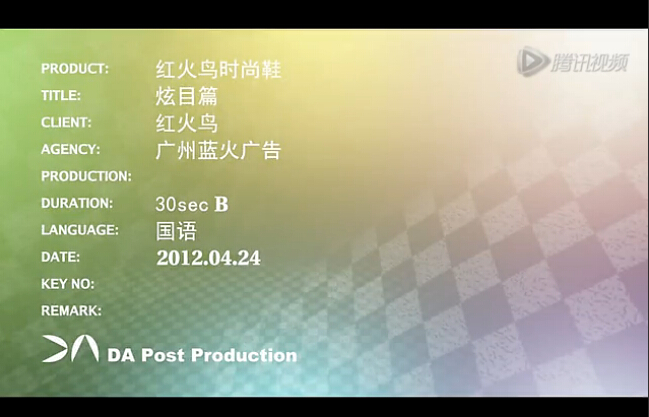 腾讯视频
PRODUCT: 红火鸟时尚鞋
TITLE: 炫目篇
CLIENT: 红火鸟
AGENCY: 广州蓝火广告
PRODUCTION:
DURATION: 30sec B
LANGUAGE: 国语
DATE: 2012.04.24
KEY NO:
REMARK:
DA Post Production